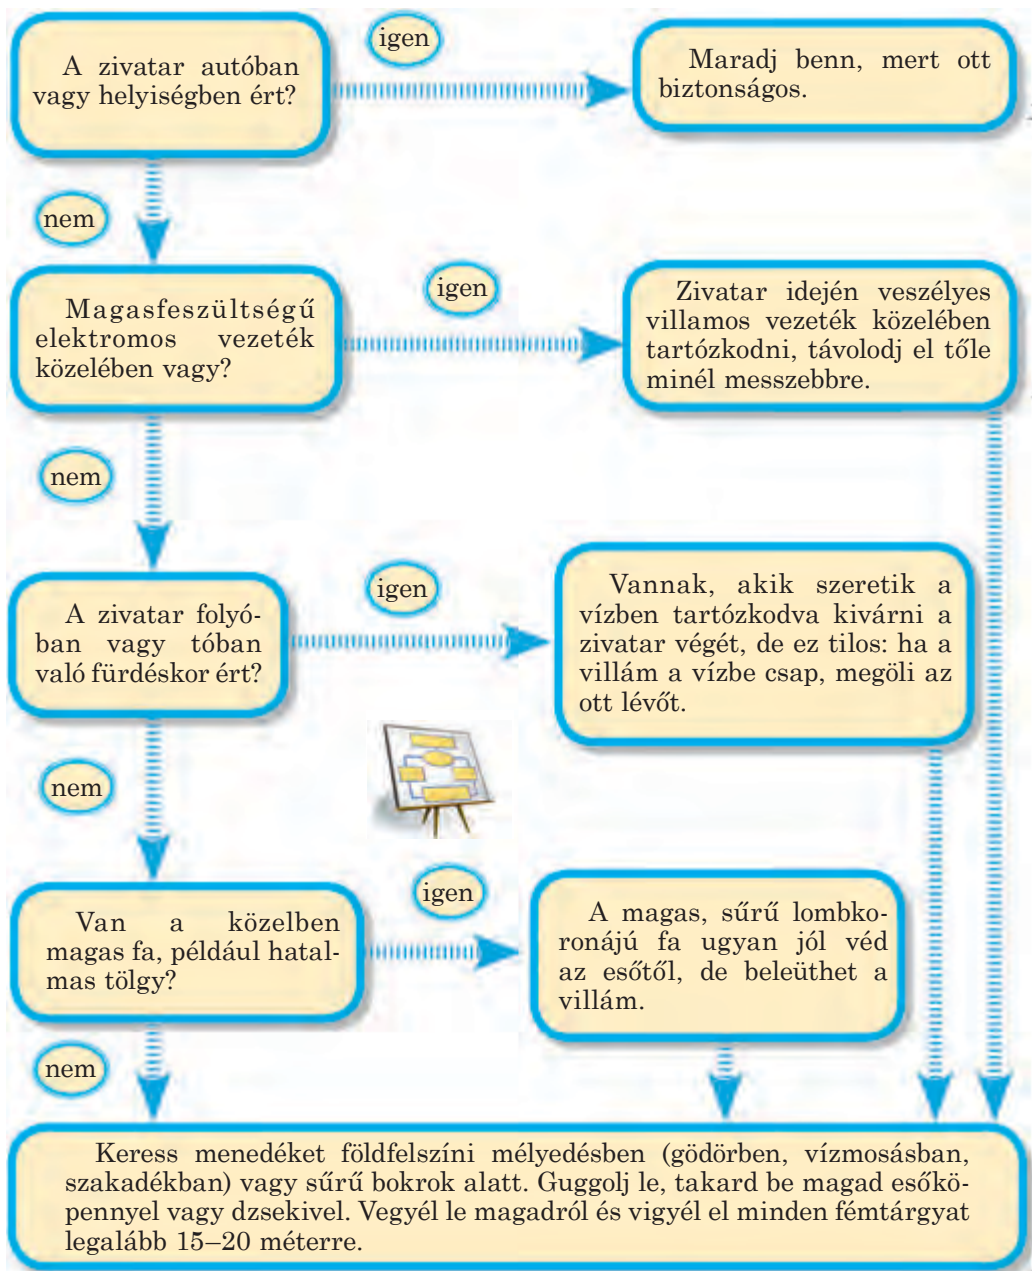 A zivatar autóban
vagy helyiségben ért?
igen
Maradj benn, mert ott
biztonságos.
nem
Magasfeszültségű
elektromos vezeték
közelében vagy?
igen
Zivatar idején veszélyes
villamos vezeték közelében
tartózkodni, távolodj el tőle
minél messzebbre.
nem
A zivatar folyó-
ban vagy tóban
való fürdéskor ért?
igen
Vannak, akik szeretik a
vízben tartózkodva kivárni a
zivatar végét, de ez tilos: ha a
villám a vízbe csap, megöli az
ott lévőt.
nem
Van a közelben
magas fa, például hatal-
mas tölgy?
igen
A magas, sűrű lombko-
ronájú fa ugyan jól véd
az esőtől, de beleüthet a
villám.
nem
Keress menedéket földfelszíni mélyedésben (gödörben, vízmosásban,
szakadékban) vagy sűrű bokrok alatt. Guggolj le, takard be magad esőkö-
pennyel vagy dzsekivel. Vegyél le magadról és vigyél el minden fémtárgyat
legalább 15–20 méterre.